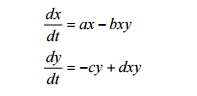 dx/dt = ax − bxy
dy/dt = −cy + dxy